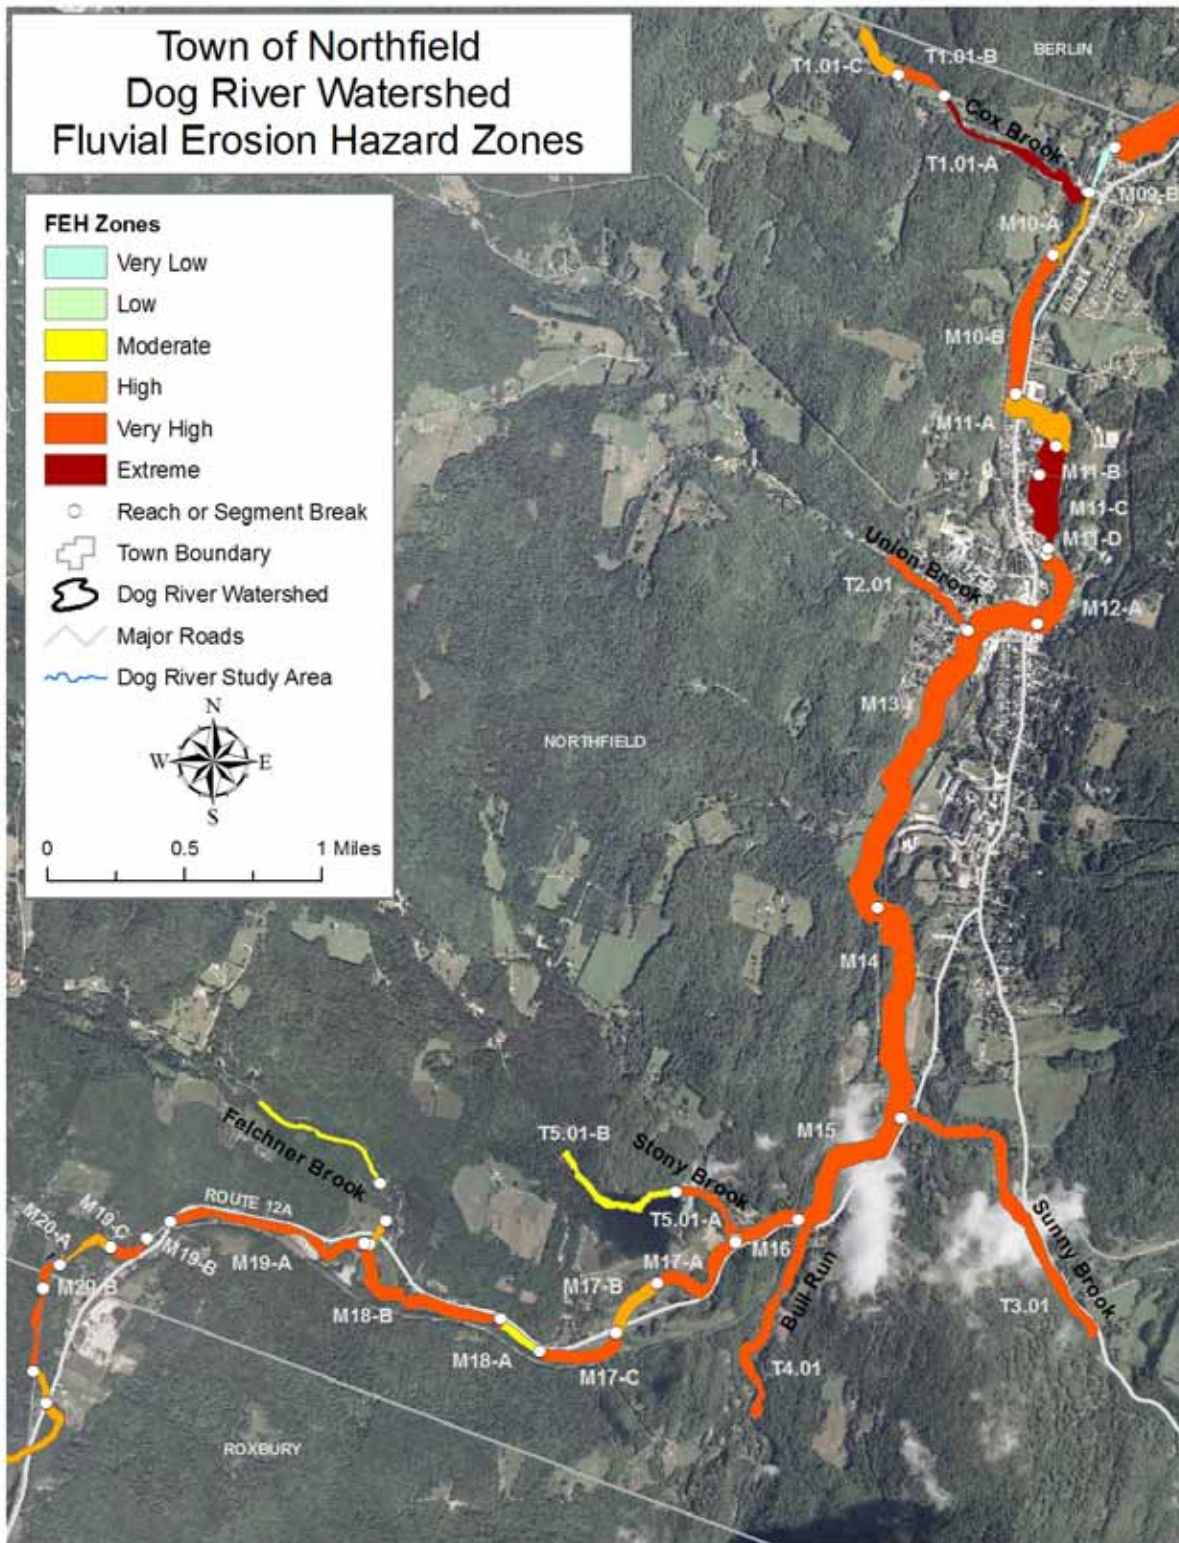 Town of Northfield
Dog River Watershed
Fluvial Erosion Hazard Zones
FEH Zones
Very Low
Low
Moderate
High
Very High
Extreme
Reach or Segment Break
Town Boundary
Dog River Watershed
Major Roads
Dog River Study Area
N
W
E
S
0
0.5
1 Miles
BERLIN
T1.01-B
T1.01-C
Cox Brook
T1.01-A
M09-B
M10-A
M10-B
M11-A
M11-B
M11-C
M11-D
Union Brook
T2.01
M12-A
M13
NORTHFIELD
M14
M15
Felchner Brook
T5.01-B
Stony Brook
T5.01-A
ROUTE 12A
M20-A
M19-C
M19-B
M19-A
M20-B
M16
M17-A
M17-B
Bull Run
Sunny Brook
T3.01
M18-B
M18-A
M17-C
T4.01
ROXBURY